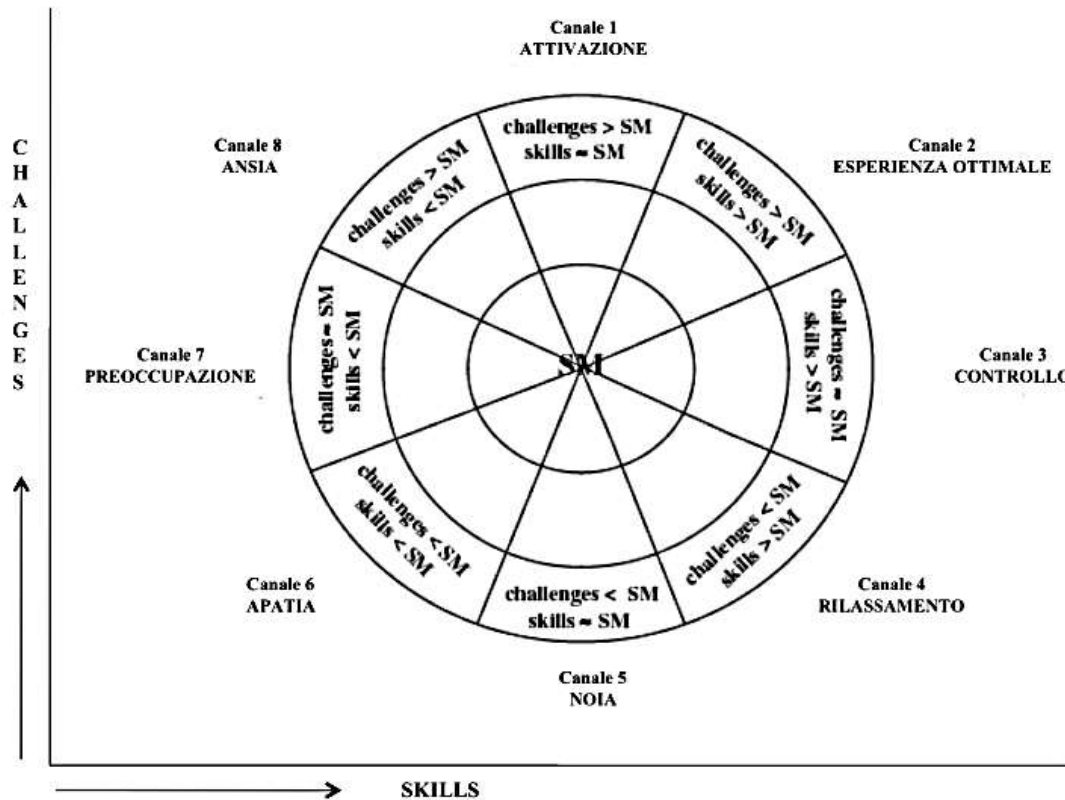 Canale 1
ATTIVAZIONE
Canale 8
ANSIA
Canale 2
ESPERIENZA OTTIMALE
challenges > SM
skills ≈ SM
challenges > SM
skills < SM
challenges > SM
skills > SM
CHALLENGES
Canale 7
PREOCCUPAZIONE
challenges ≈ SM
skills < SM
SM
challenges ≈ SM
skills > SM
Canale 3
CONTROLLO
challenges < SM
skills < SM
challenges < SM
skills > SM
Canale 6
APATIA
challenges < SM
skills ≈ SM
Canale 4
RILASSAMENTO
Canale 5
NOIA
SKILLS